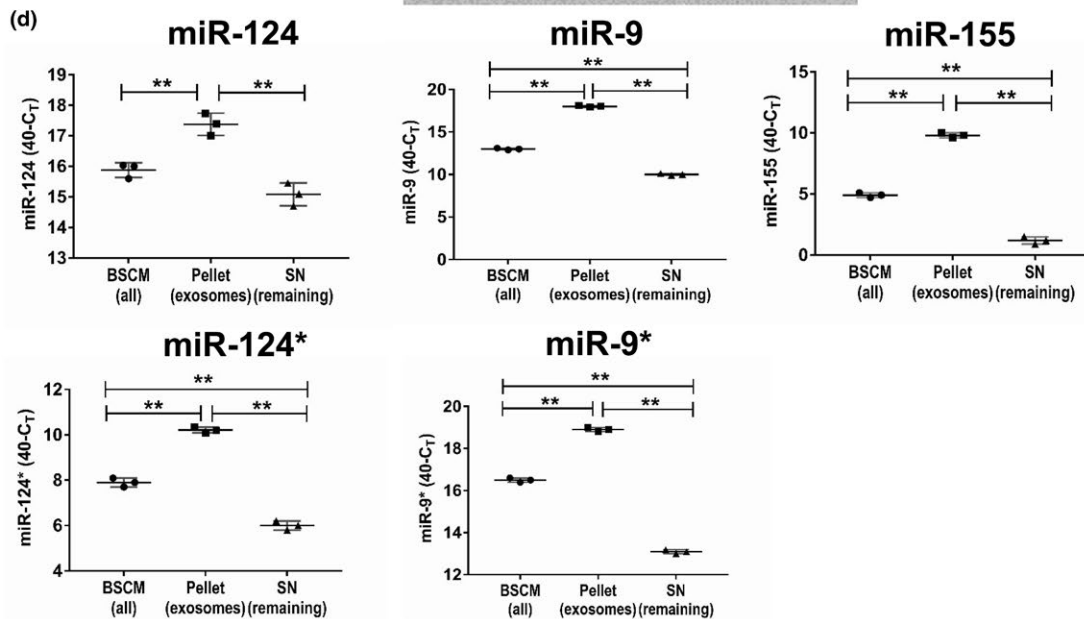 (d)
miR-124
miR-124 (40-CT)
19
18
17
16
15
14
13
**
**
BSCM
(all)
Pellet
(exosomes)
SN
(remaining)
miR-9
miR-9 (40-CT)
20
15
10
5
0
**
**
**
BSCM
(all)
Pellet
(exosomes)
SN
(remaining)
miR-155
miR-155 (40-CT)
15
10
5
0
**
**
**
BSCM
(all)
Pellet
(exosomes)
SN
(remaining)
miR-124*
miR-124* (40-CT)
12
10
8
6
4
**
**
**
BSCM
(all)
Pellet
(exosomes)
SN
(remaining)
miR-9*
miR-9* (40-CT)
20
18
16
14
12
**
**
**
BSCM
(all)
Pellet
(exosomes)
SN
(remaining)